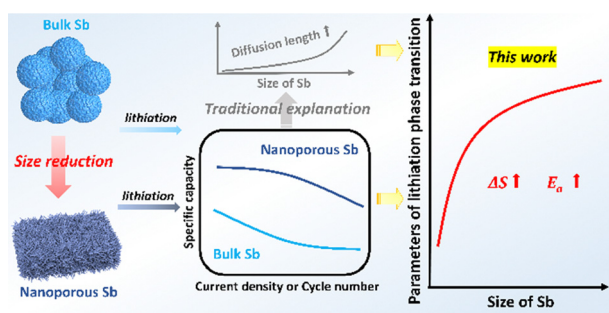 Bulk Sb
Size reduction
Nanoporous Sb
lithiation
lithiation
Diffusion length ↑
Size of Sb
Traditional explanation
Specific capacity
Nanoporous Sb
Bulk Sb
Current density or Cycle number
Parameters of lithiation phase transition
This work
ΔS ↑ Eₐ ↑
Size of Sb